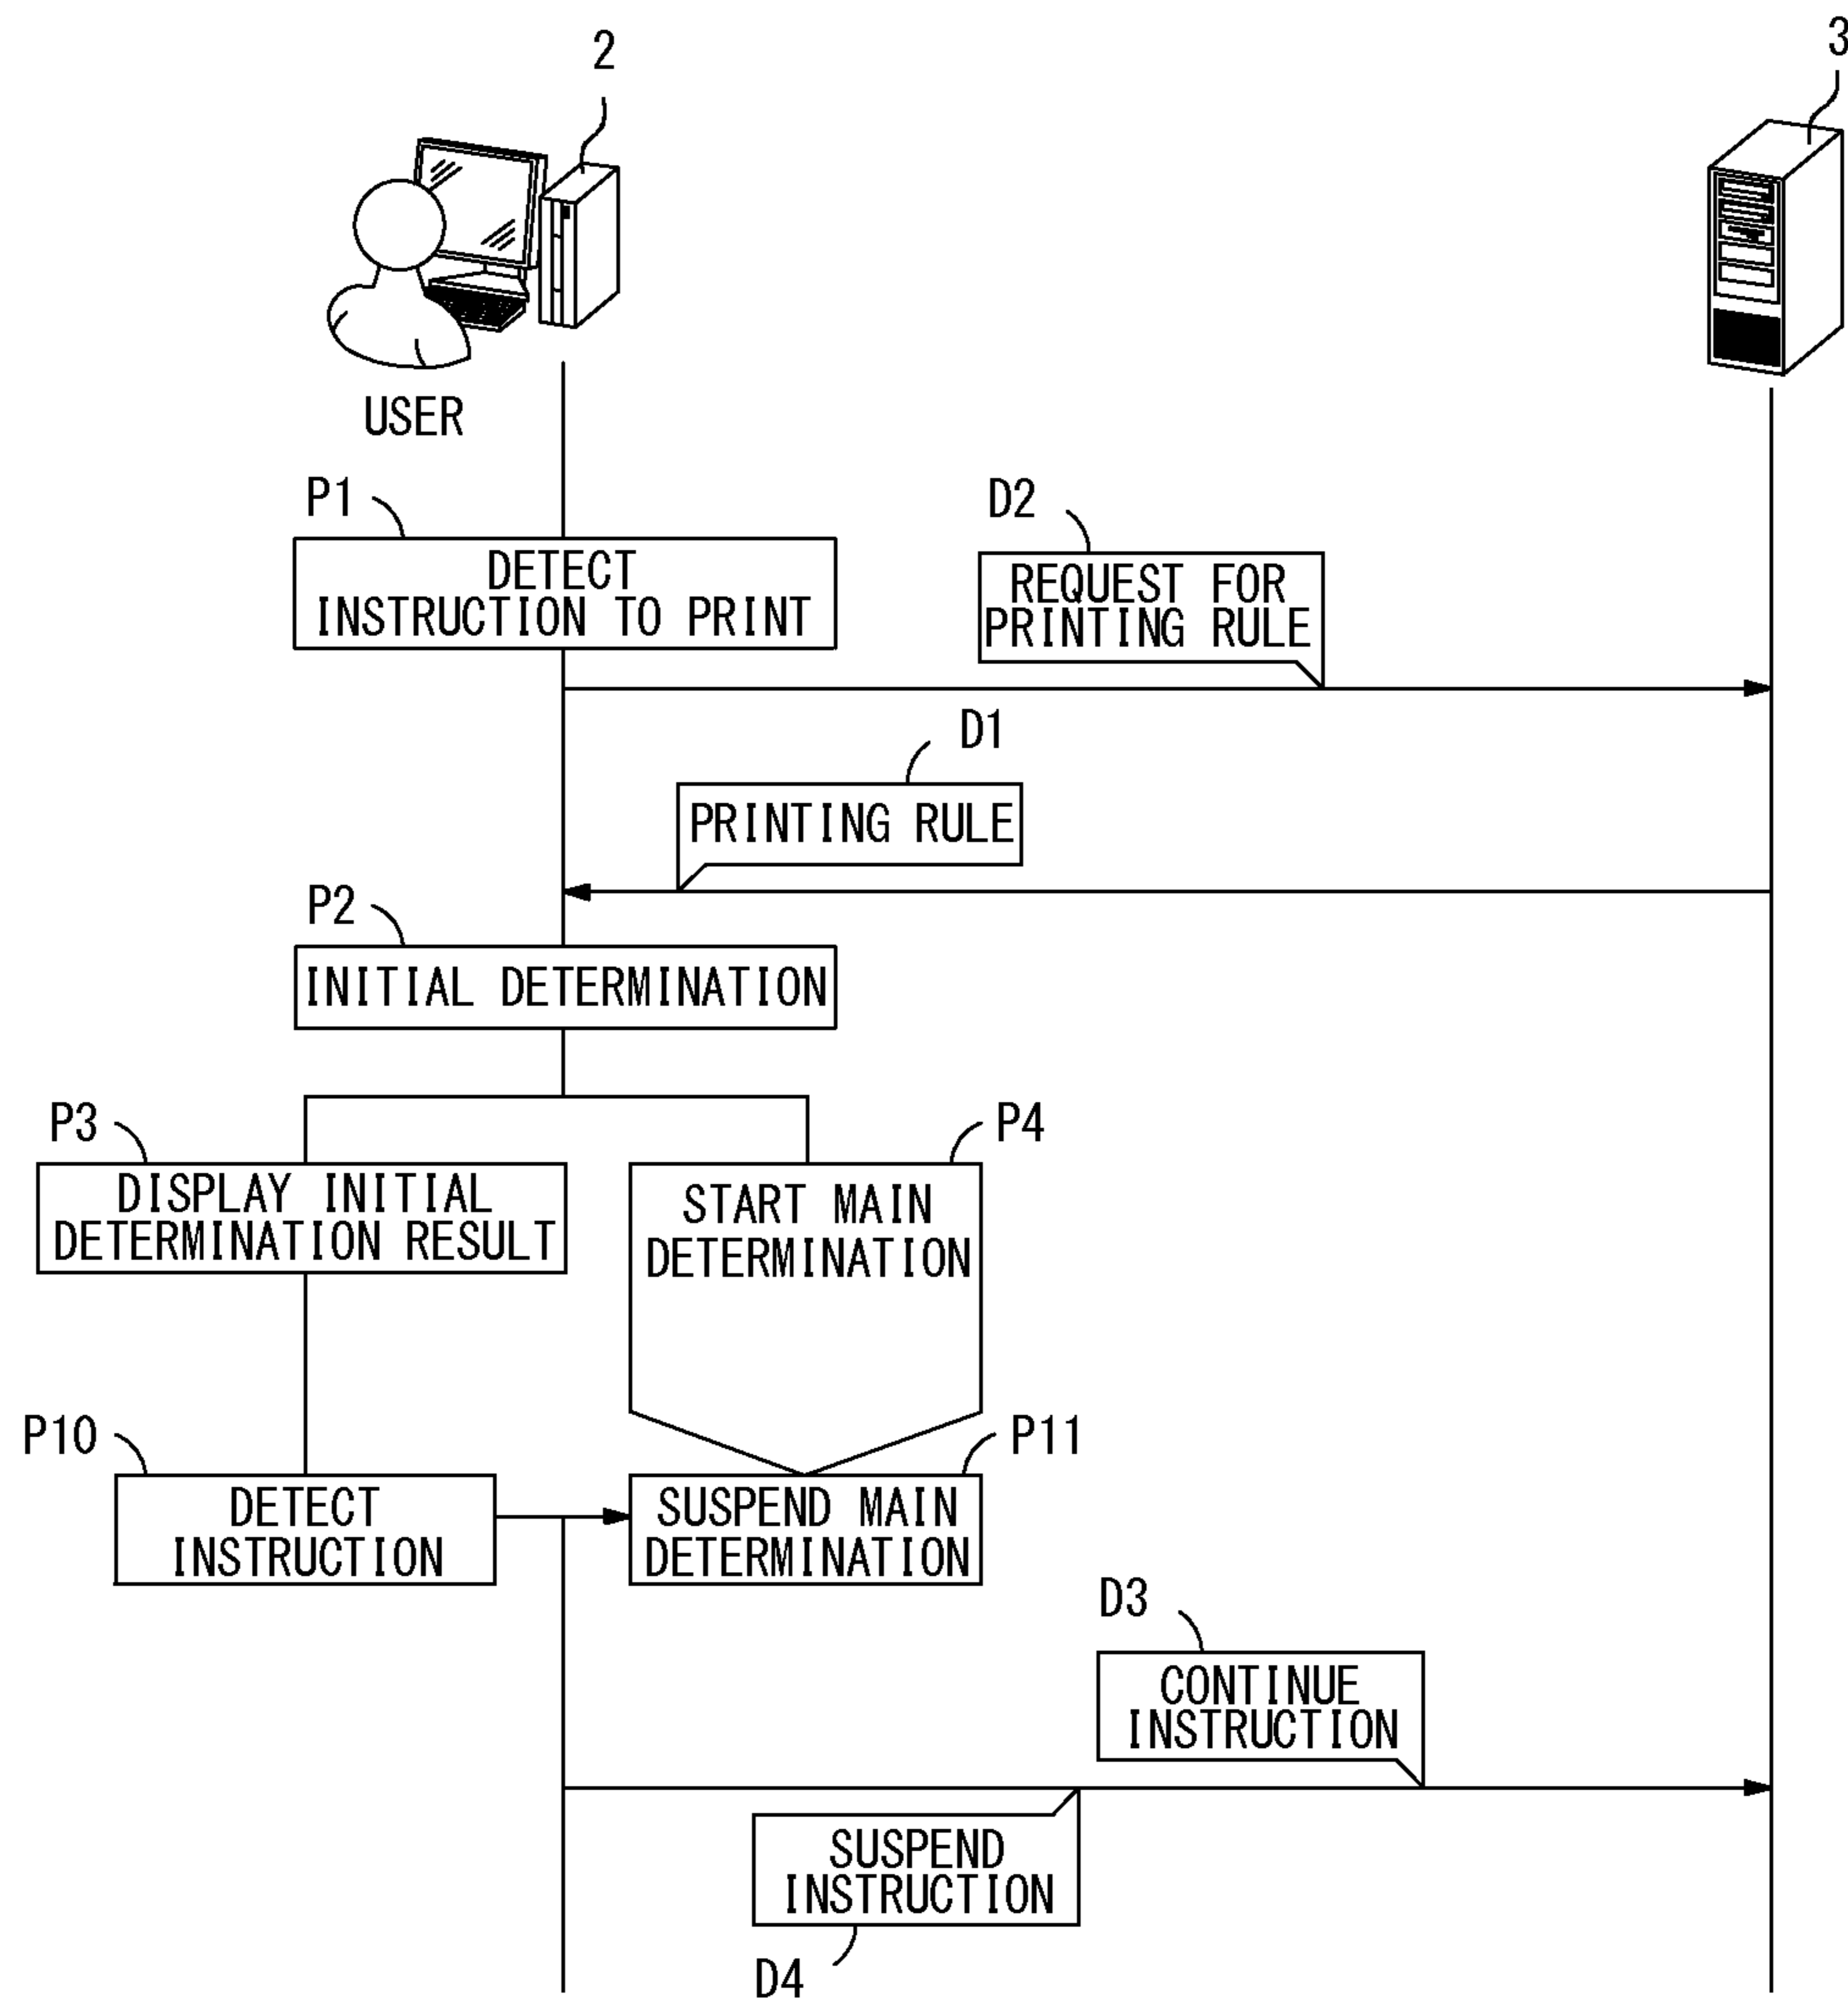 2
3
USER
P1
DETECT
INSTRUCTION TO PRINT
D2
REQUEST FOR
PRINTING RULE
D1
PRINTING RULE
P2
INITIAL DETERMINATION
P3
DISPLAY INITIAL
DETERMINATION RESULT
P4
START MAIN
DETERMINATION
P10
DETECT
INSTRUCTION
P11
SUSPEND MAIN
DETERMINATION
D3
CONTINUE
INSTRUCTION
SUSPEND
INSTRUCTION
D4